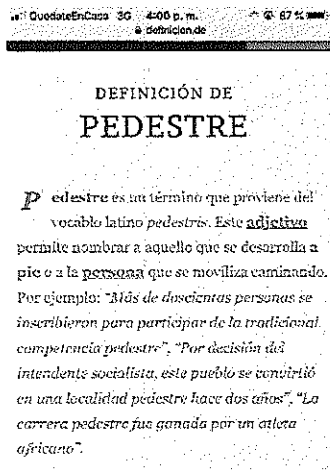 QuedateEnCasa 3G 4:00 p. m. 87 %
definicion.de
DEFINICIÓN DE
PEDESTRE
Pedestre es un término que proviene del
vocablo latino pedestris. Este adjetivo
permite nombrar a aquello que se desarrolla a
pie o a la persona que se moviliza caminando.
Por ejemplo: “Más de doscientas personas se
inscribieron para participar de la tradicional
competencia pedestre”, “Por decisión del
intendente socialista, este pueblo se convirtió
en una localidad pedestre hace dos años”, “La
carrera pedestre fue ganada por un atleta
africano”.